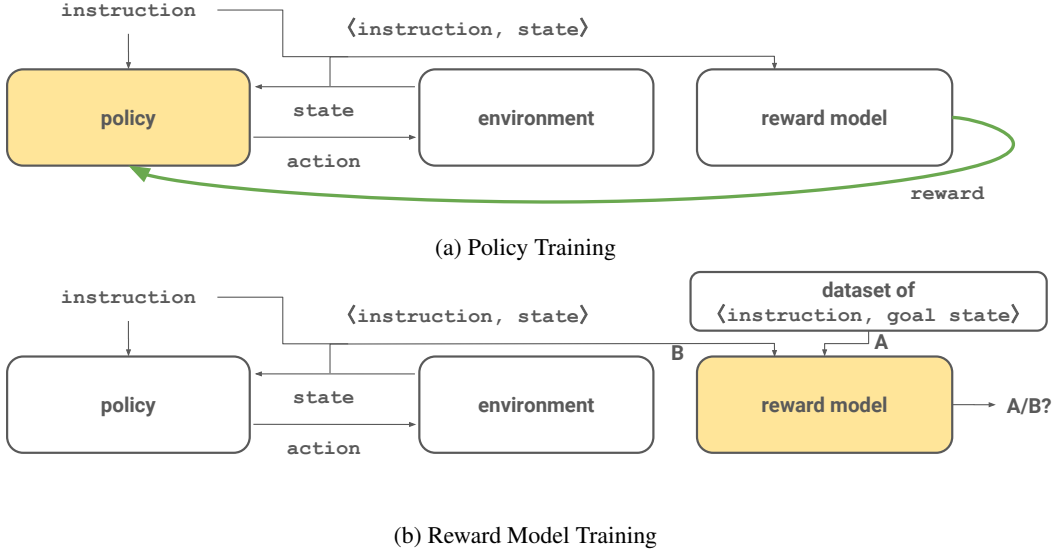 instruction
〈instruction, state〉
policy
state
action
environment
reward model
reward
(a) Policy Training
instruction
〈instruction, state〉
dataset of
〈instruction, goal state〉
B
A
policy
state
action
environment
reward model
A/B?
(b) Reward Model Training